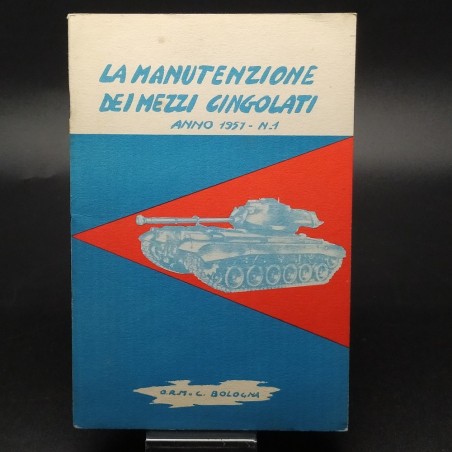 LA MANUTENZIONE
DEI MEZZI CINGOLATI
ANNO 1957 - N.1
O.R.M.C. BOLOGNA